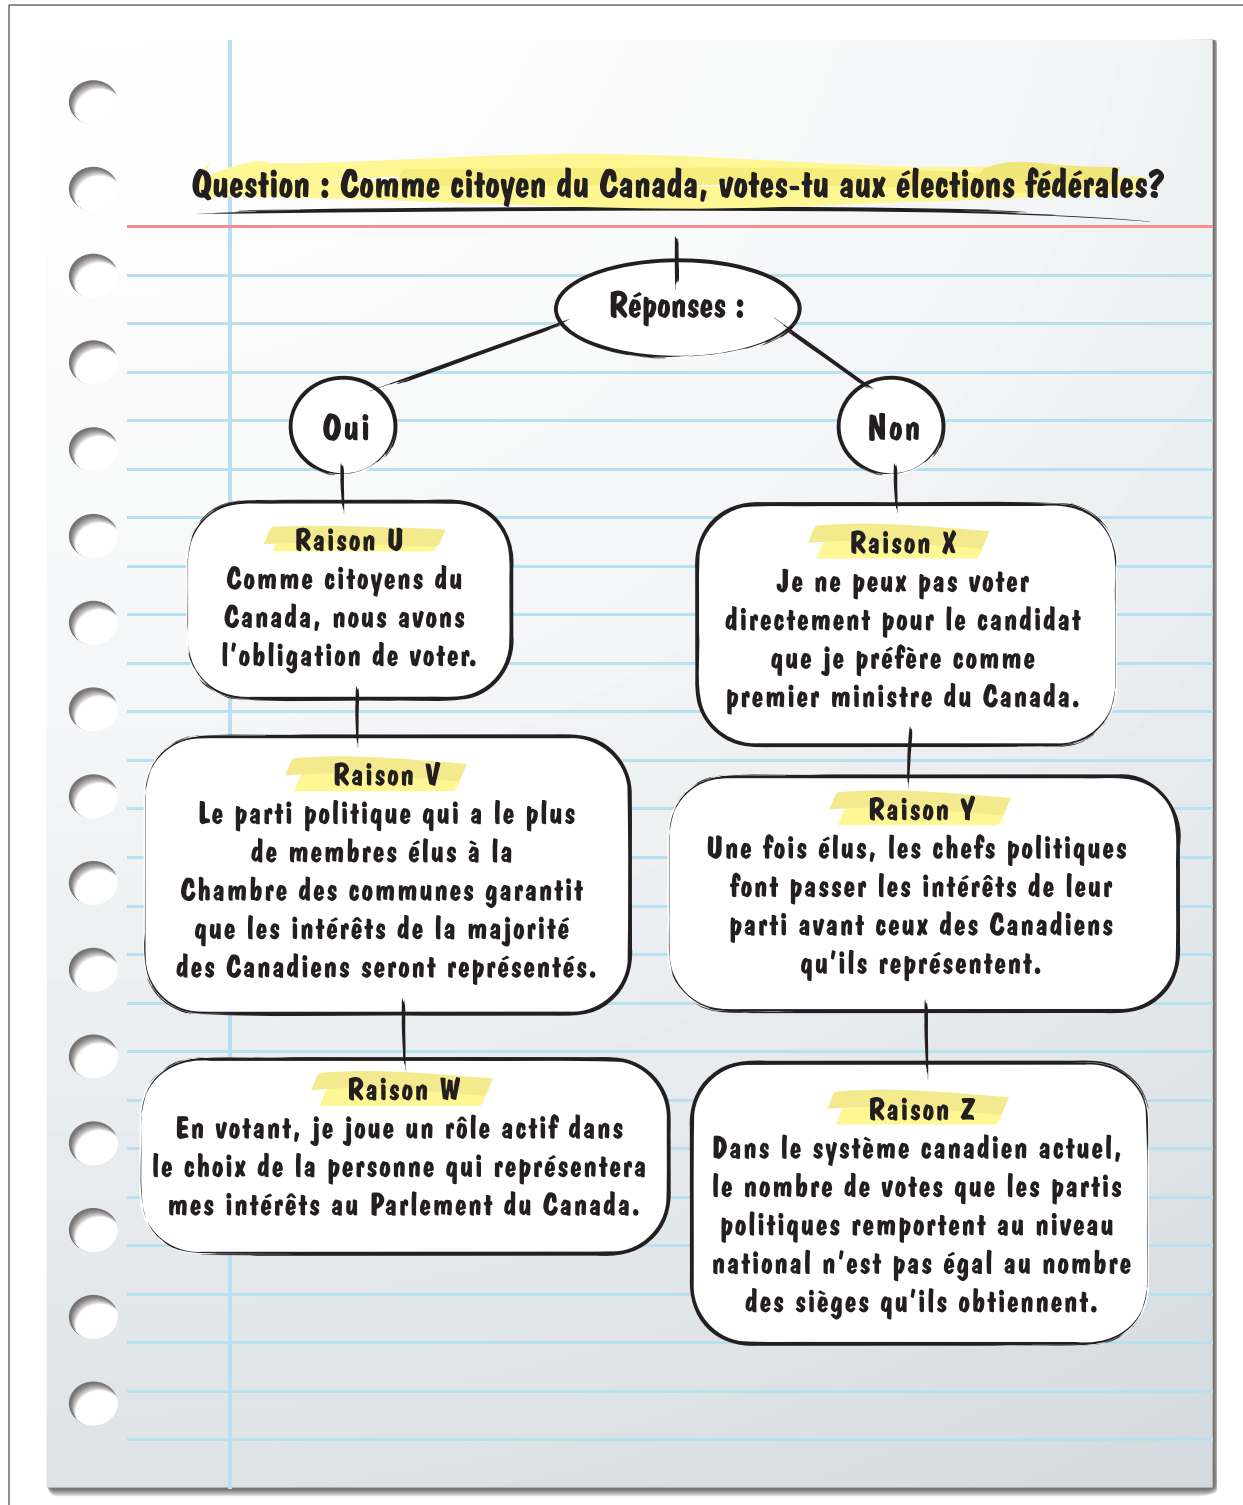 Question : Comme citoyen du Canada, votes-tu aux élections fédérales?
Réponses :
Oui
Raison U
Comme citoyens du
Canada, nous avons
l'obligation de voter.
Raison V
Le parti politique qui a le plus
de membres élus à la
Chambre des communes garantit
que les intérêts de la majorité
des Canadiens seront représentés.
Raison W
En votant, je joue un rôle actif dans
le choix de la personne qui représentera
mes intérêts au Parlement du Canada.
Non
Raison X
Je ne peux pas voter
directement pour le candidat
que je préfère comme
premier ministre du Canada.
Raison Y
Une fois élus, les chefs politiques
font passer les intérêts de leur
parti avant ceux des Canadiens
qu'ils représentent.
Raison Z
Dans le système canadien actuel,
le nombre de votes que les partis
politiques remportent au niveau
national n'est pas égal au nombre
des sièges qu'ils obtiennent.